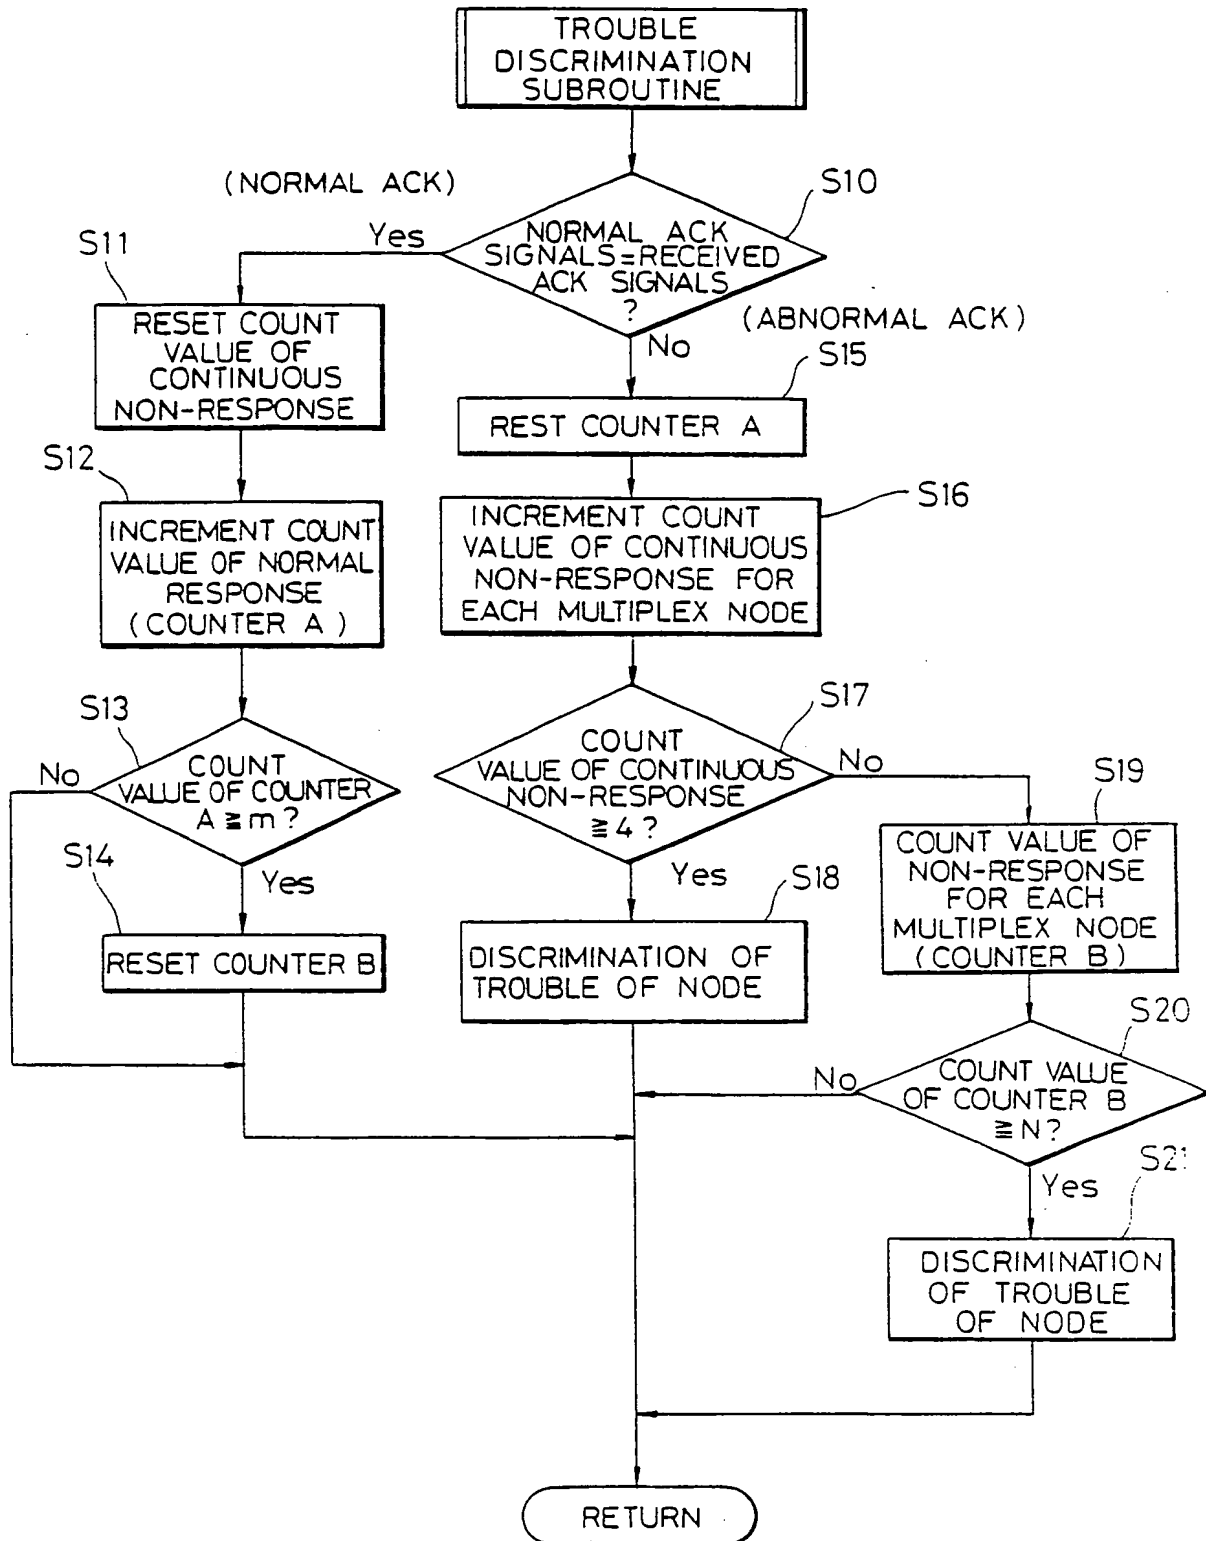 TROUBLE
DISCRIMINATION
SUBROUTINE
(NORMAL ACK)
S10
Yes
NORMAL ACK
SIGNALS=RECEIVED
ACK SIGNALS
?
S11
RESET COUNT
VALUE OF
CONTINUOUS
NON-RESPONSE
(ABNORMAL ACK)
No
S15
REST COUNTER A
S12
INCREMENT COUNT
VALUE OF NORMAL
RESPONSE
(COUNTER A)
S16
INCREMENT COUNT
VALUE OF CONTINUOUS
NON-RESPONSE FOR
EACH MULTIPLEX NODE
S13
No
COUNT
VALUE OF COUNTER
A ≧ m?
Yes
S17
COUNT
VALUE OF CONTINUOUS
NON-RESPONSE
≧ 4?
No
Yes
S14
RESET COUNTER B
S18
DISCRIMINATION OF
TROUBLE OF NODE
S19
COUNT VALUE OF
NON-RESPONSE
FOR EACH
MULTIPLEX NODE
(COUNTER B)
S20
No
COUNT VALUE
OF COUNTER B
≧ N?
Yes
S21
DISCRIMINATION
OF TROUBLE
OF NODE
RETURN